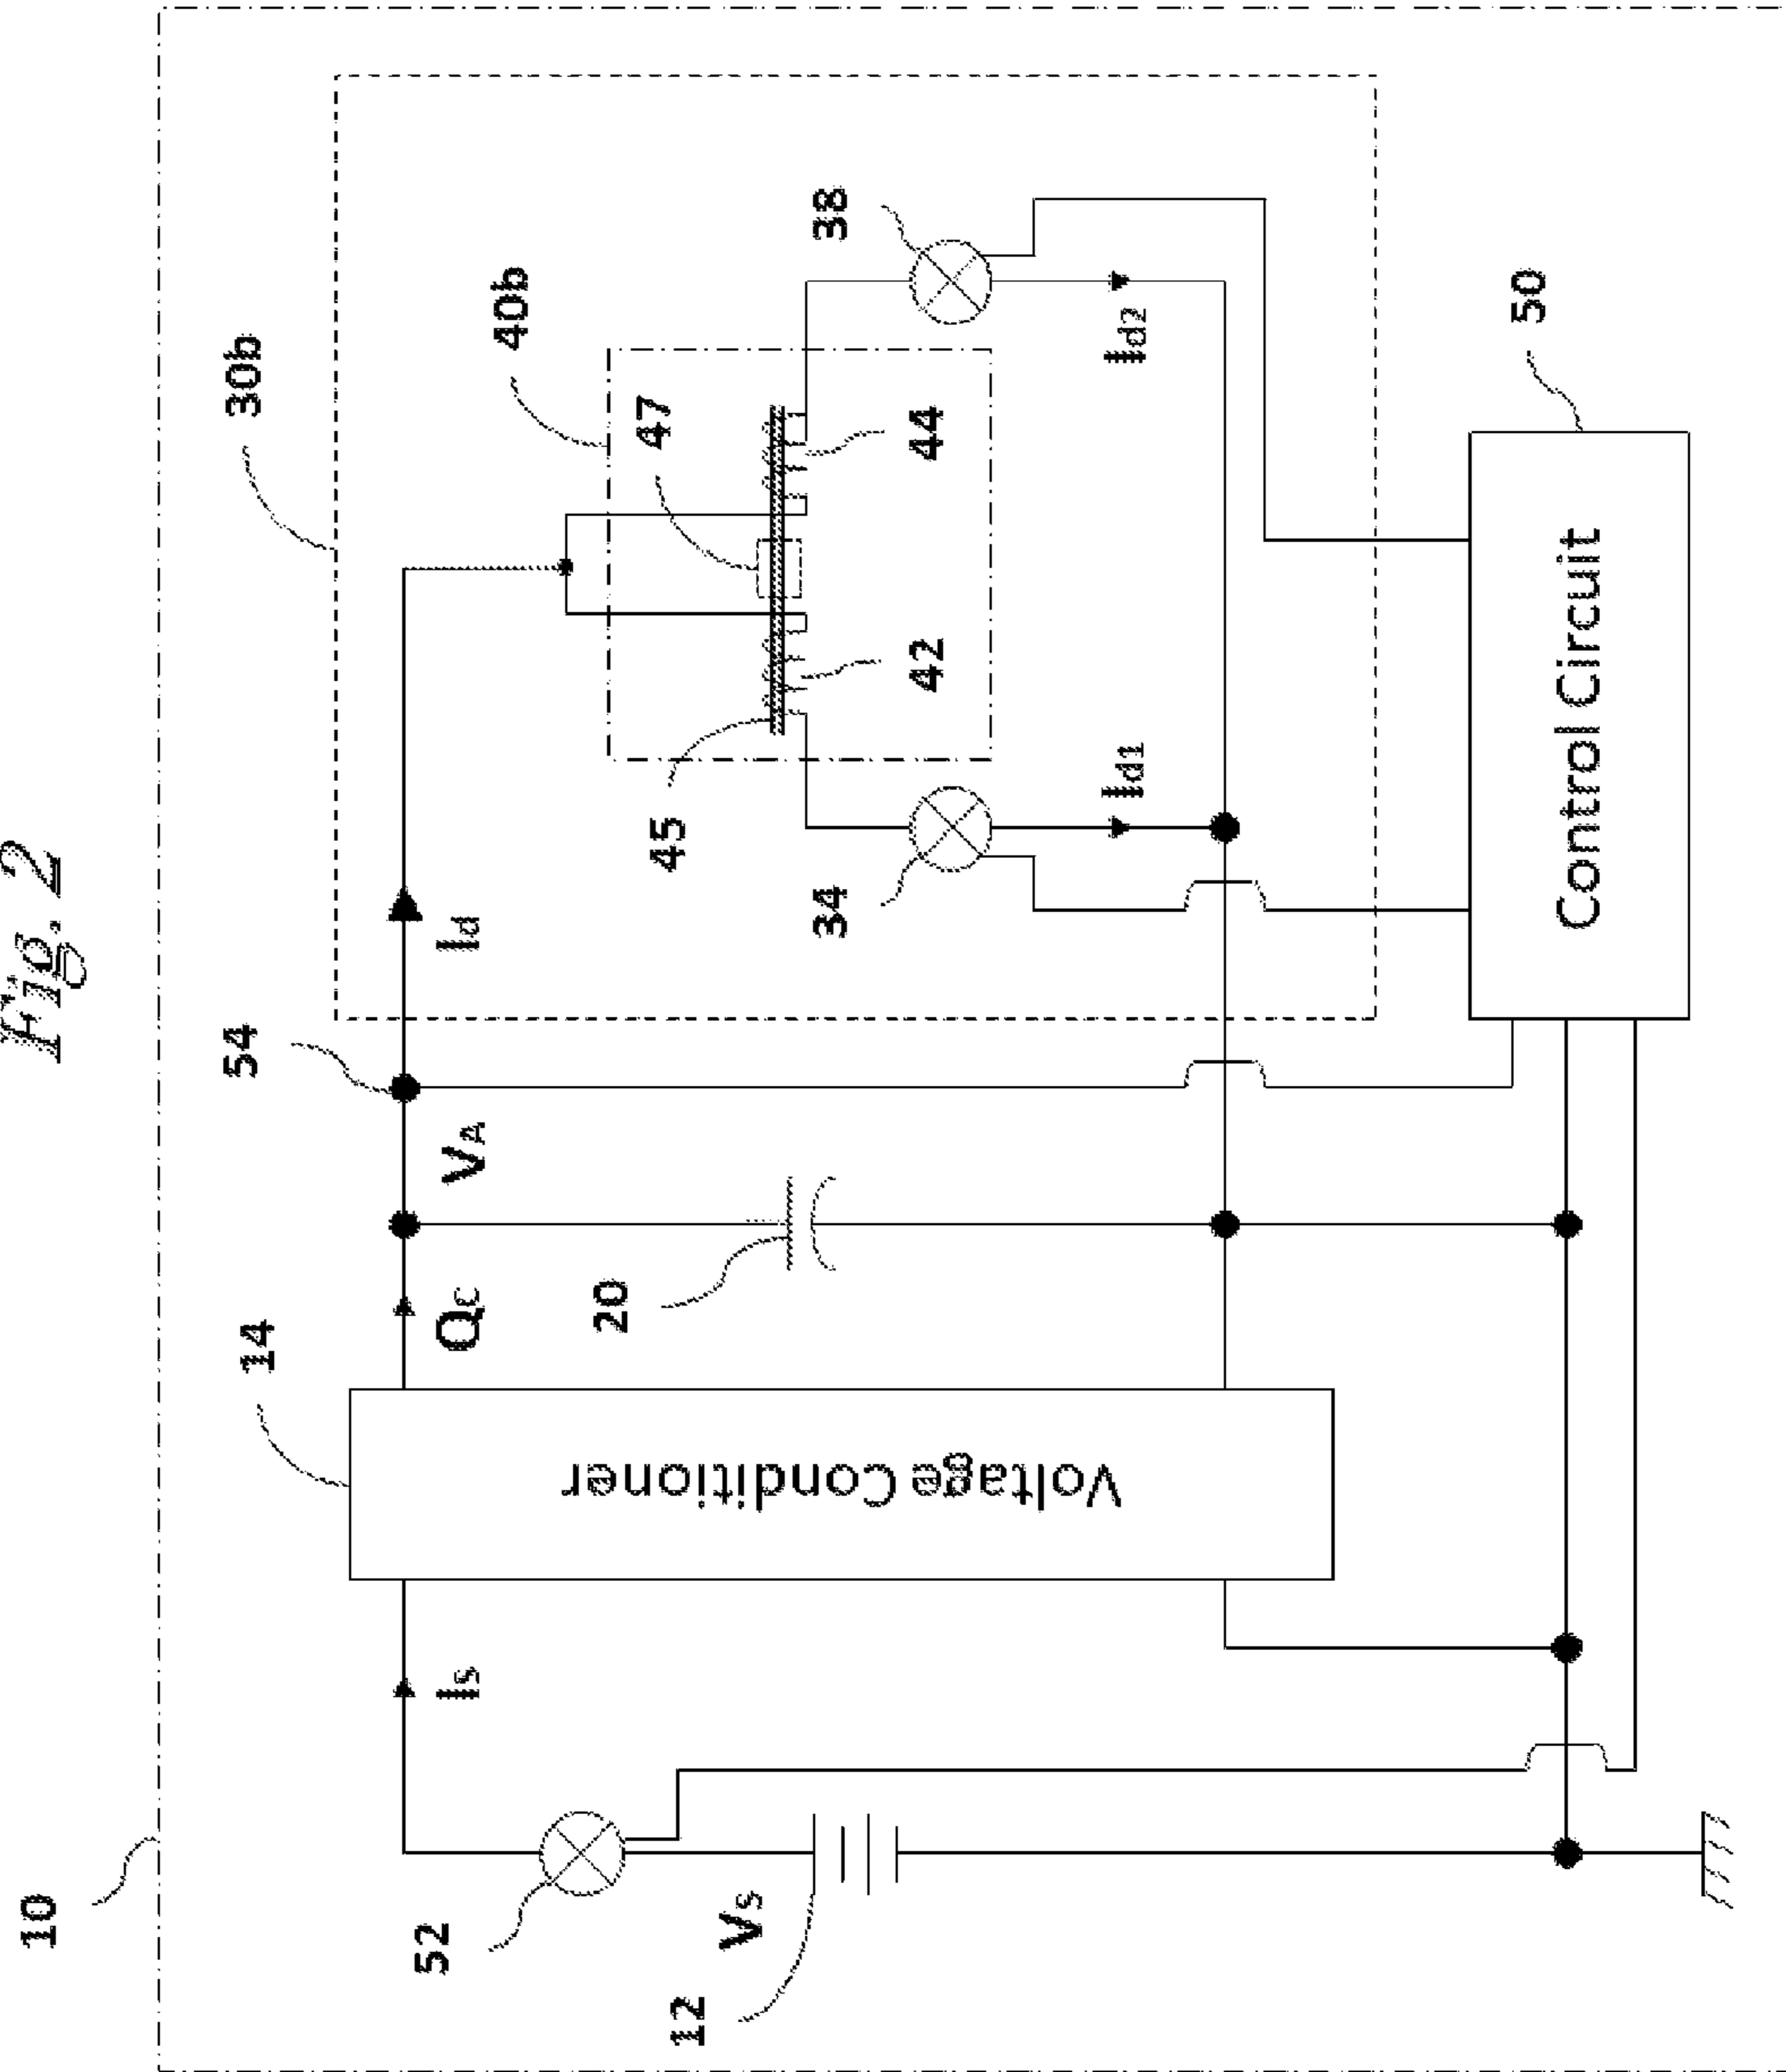 Fig. 2
10
30b
14
54
40b
52
Is
Qc
VA
Id
47
12
Vs
20
45
42
44
34
38
Id1
Id2
Voltage Conditioner
50
Control Circuit